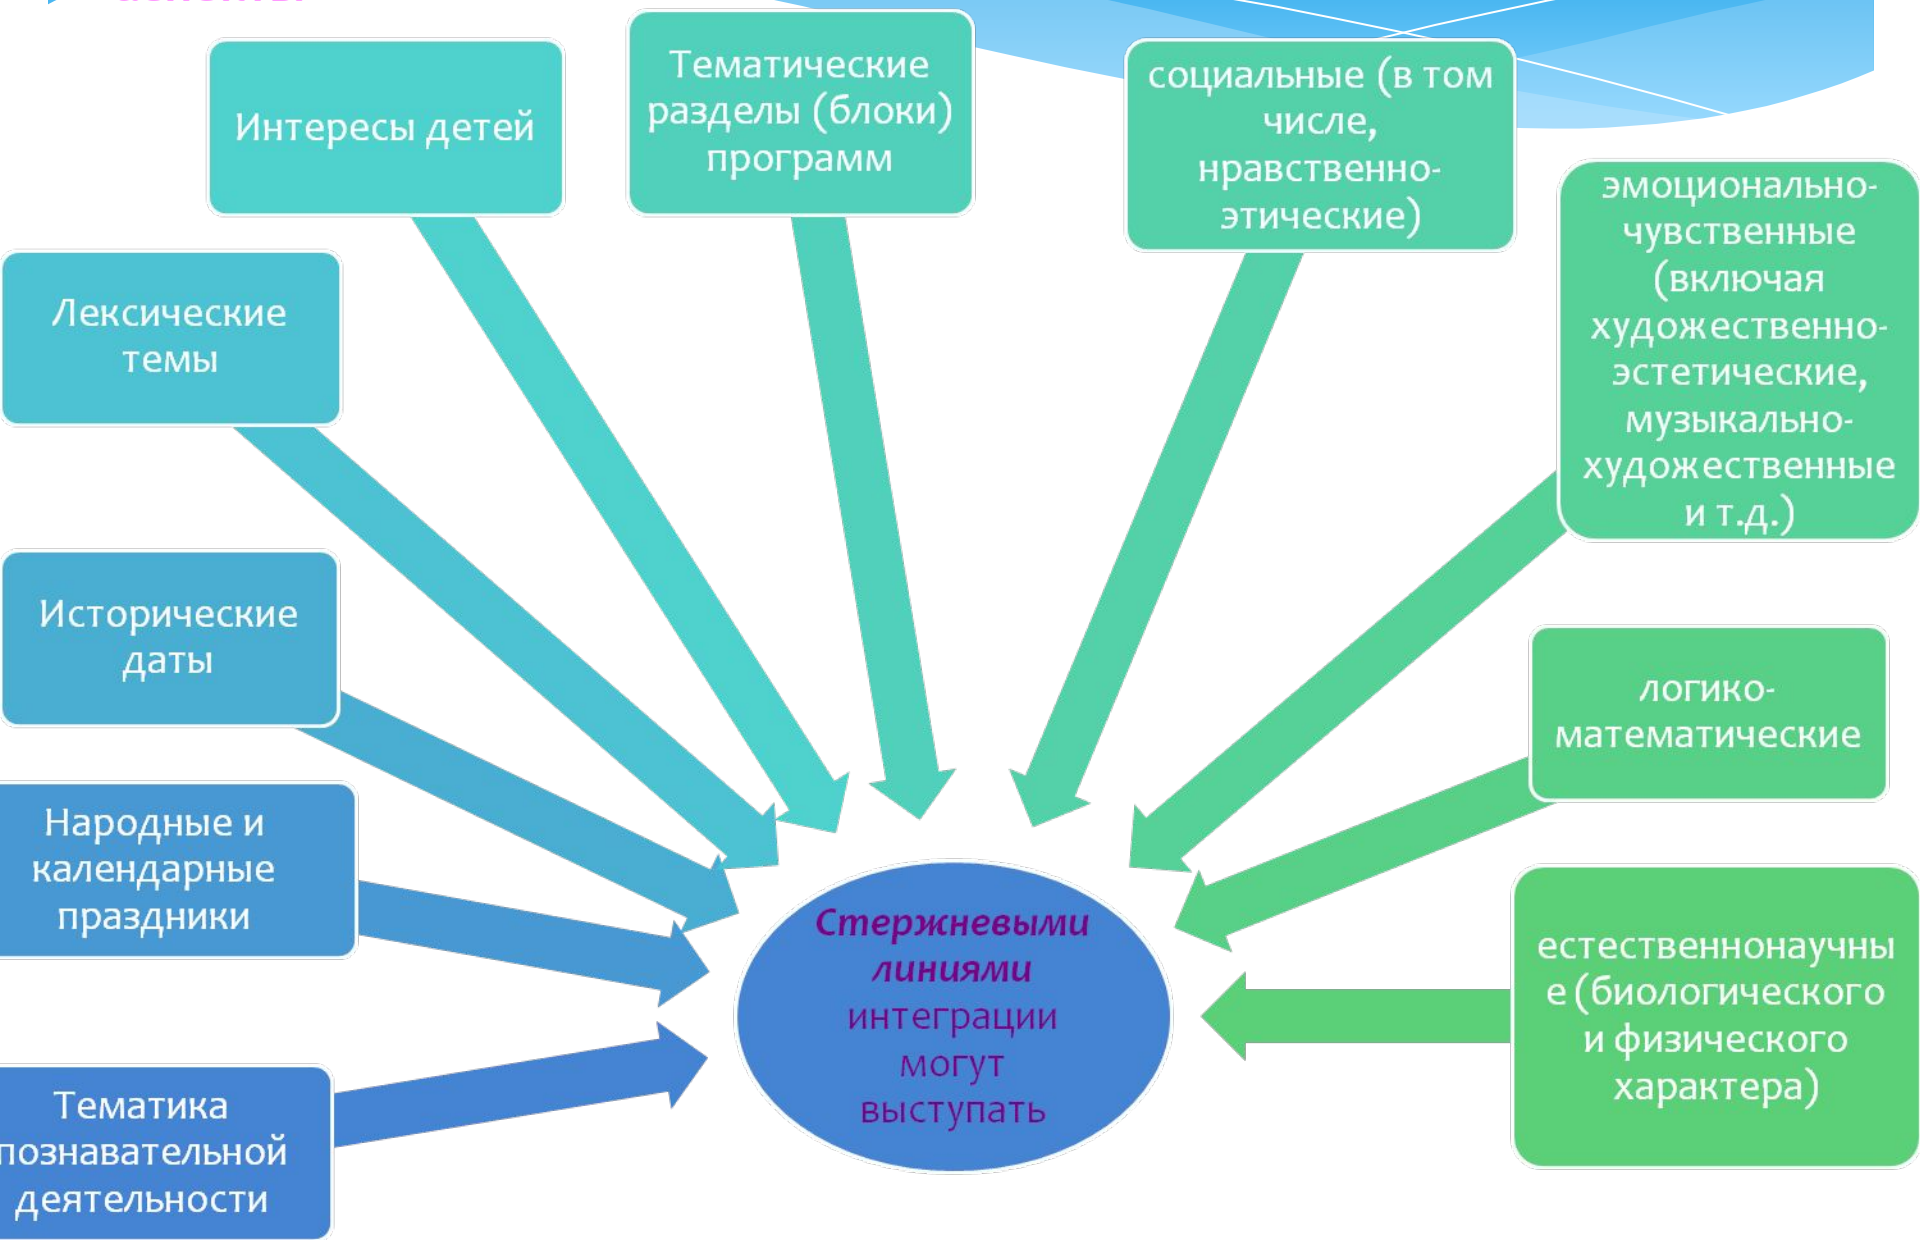 Интересы детей
Тематические
разделы (блоки)
программ
социальные (в том
числе,
нравственно-
этические)
эмоционально-
чувственные
(включая
художественно-
эстетические,
музыкально-
художественные
и т.д.)
Лексические
темы
Исторические
даты
логико-
математические
Народные и
календарные
праздники
Стержневыми
линиями
интеграции
могут
выступать
естественнонаучны
е (биологического
и физического
характера)
Тематика
познавательной
деятельности